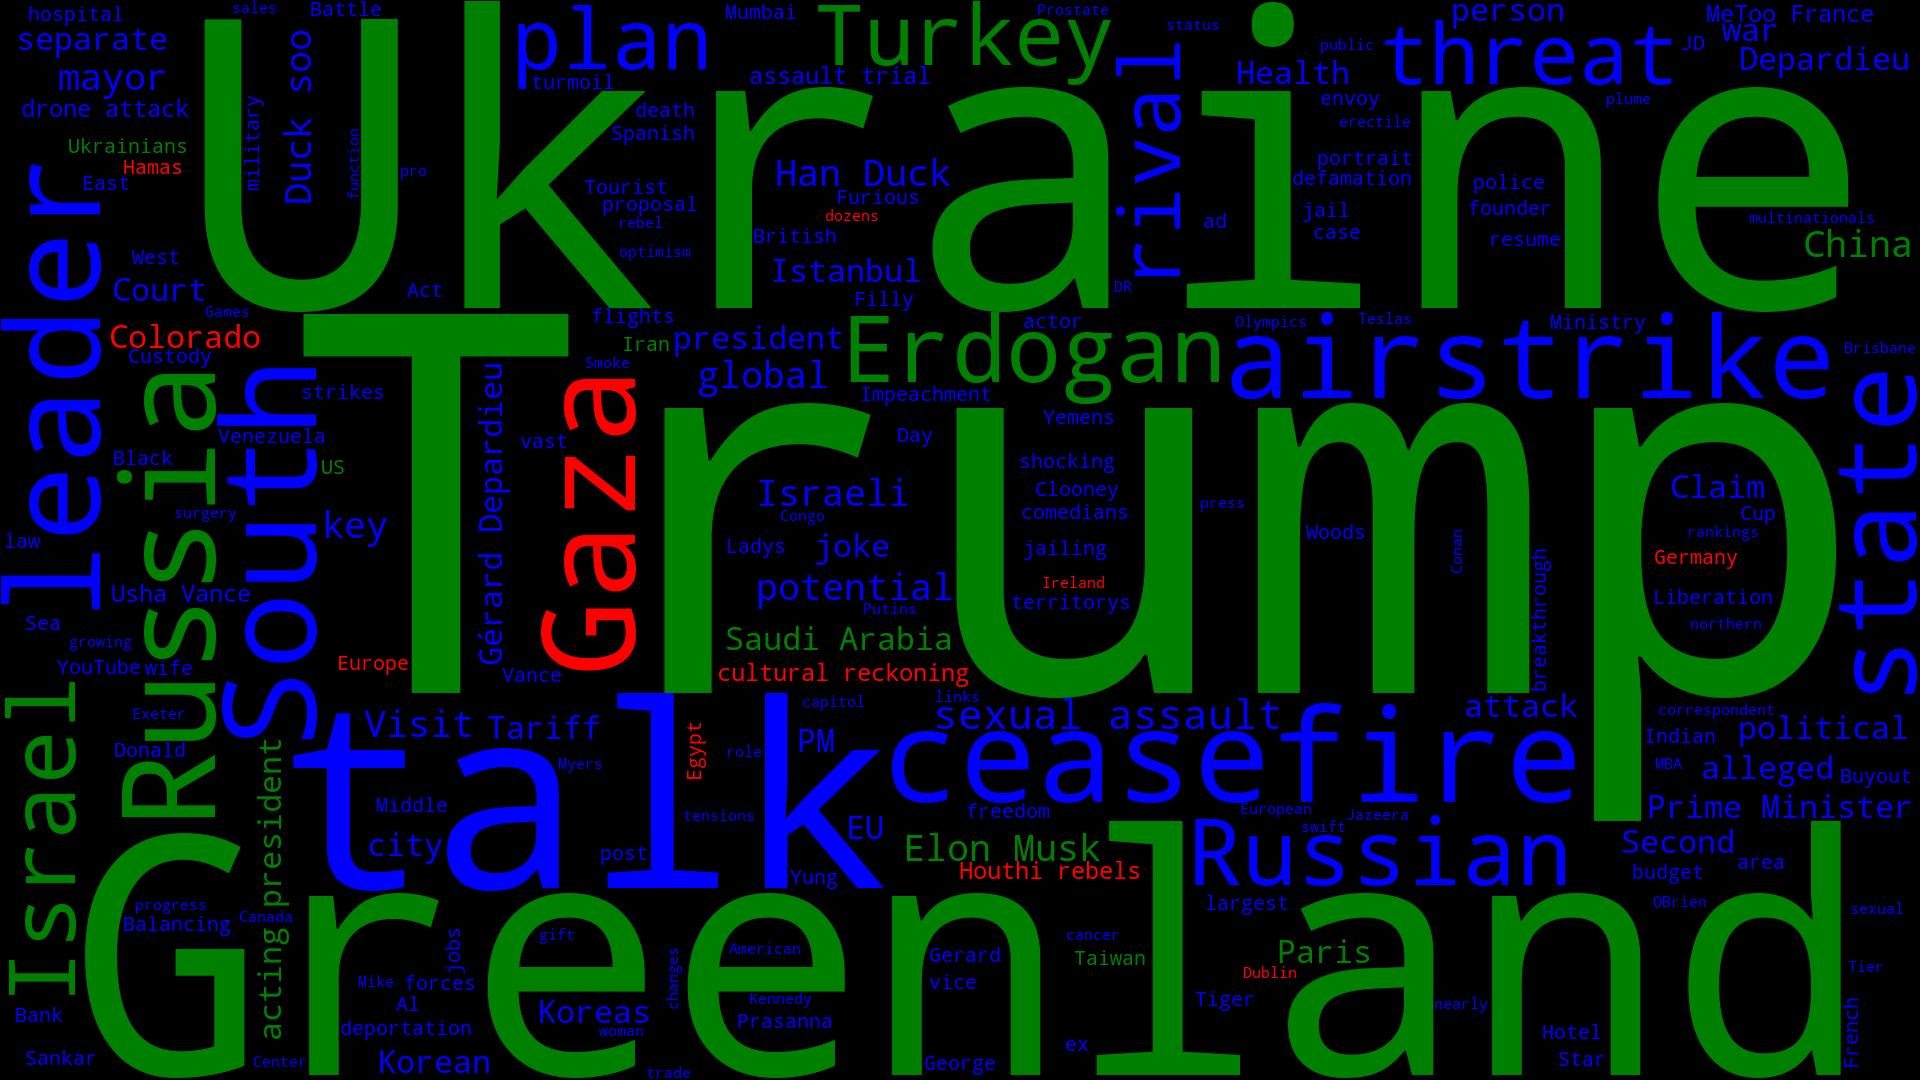 hospital
sales
Battle
plan
Mumbai
Turkey
Prostate
status
person
MeToo France
separate
public
threat
JD
war
Depardieu
mayor
Duck soo
turmoil
assault trial
rival
Health
drone attack
military
death
envoy
plume
Spanish
erectile
Ukrainians
function
Ukraine
portrait
Hamas
pro
Han Duck
defamation
police
East
Tourist
Furious
proposal
dozens
jail
founder
rebel
ad
multinationals
leader
British
case
resume
China
West
optimism
Istanbul
Court
Act
DR
Filly
Games
flights
actor
Olympics
Teslas
Ministry
Colorado
Iran
president
Erdogan
airstrike
Brisbane
Custody
Smoke
global
strikes
Impeachment
state
Venezuela
vast
Day
Yemens
Black
US
shocking
Russia
South
Gérard Depardieu
Gaza
Israeli
Clooney
press
Claim
surgery
key
Congo
comedians
Cup
Trump
law
Ladys
joke
jailing
Woods
Conan
rankings
Germany
Usha Vance
potential
Ireland
Liberation
Putins
territorys
Sea
growing
Saudi Arabia
breakthrough
northern
YouTube
wife
Europe
Vance
cultural reckoning
links
capitol
Exeter
Visit
Tariff
sexual assault
attack
correspondent
Israel
Donald
Egypt
role
PM
ceasefire
Indian
political
talk
Myers
MBA
alleged
Buyout
acting president
Middle
tensions
freedom
European
Jazeera
Prime Minister
city
post
EU
Elon Musk
swift
Russian
Second
Yung
Houthi rebels
budget
area
progress
Canada
largest
OBrien
sexual
Balancing
jobs
gift
American
cancer
Greenland
Gerard
Taiwan
Paris
Mike
forces
changes
vice
Dublin
Tier
Al
Koreas
Kennedy
Tiger
nearly
Bank
deportation
woman
Prasanna
French
Hotel
Sankar
Center
Korean
trade
George
ex
Star